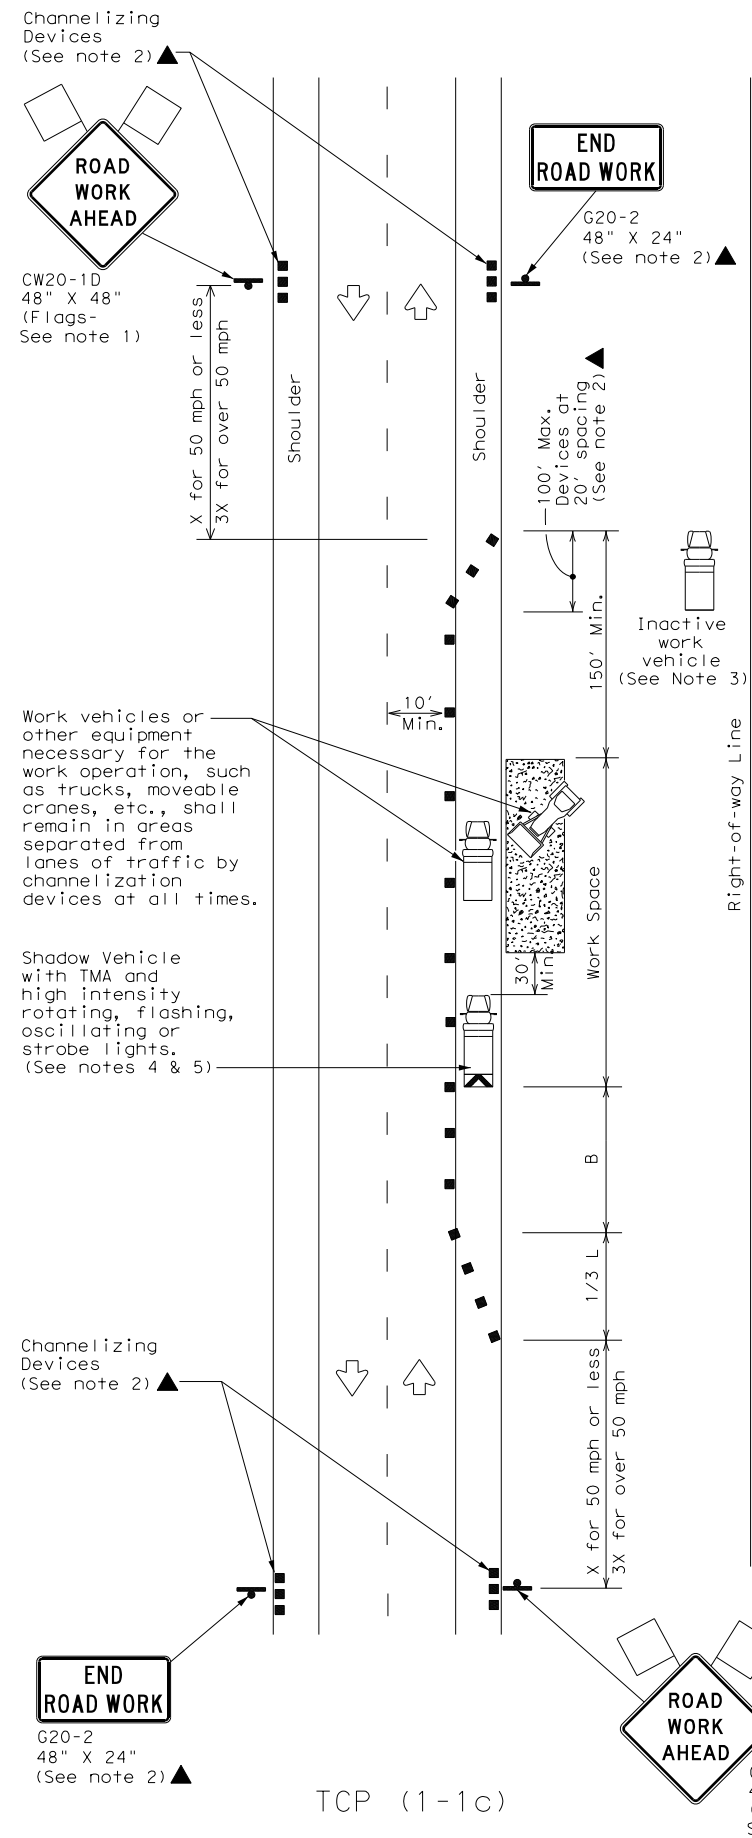 Channelizing
Devices
(See note 2)
ROAD
WORK
AHEAD
CW20-1D
48" X 48"
(Flags-
See note 1)
END
ROAD WORK
G20-2
48" X 24"
(See note 2)
X for 50 mph or less
3X for over 50 mph
Shoulder
Shoulder
100' Max.
Devices at
20' spacing
(See note 2)
150' Min.
Inactive
work
vehicle
(See Note 3)
Right-of-way Line
10'
Min.
Work vehicles or
other equipment
necessary for the
work operation, such
as trucks, moveable
cranes, etc., shall
remain in areas
separated from
lanes of traffic by
channelization
devices at all times.
Work Space
30'
Min.
Shadow Vehicle
with TMA and
high intensity
rotating, flashing,
oscillating or
strobe lights.
(See notes 4 & 5)
B
1/3 L
Channelizing
Devices
(See note 2)
X for 50 mph or less
3X for over 50 mph
END
ROAD WORK
G20-2
48" X 24"
(See note 2)
ROAD
WORK
AHEAD
TCP (1-1c)